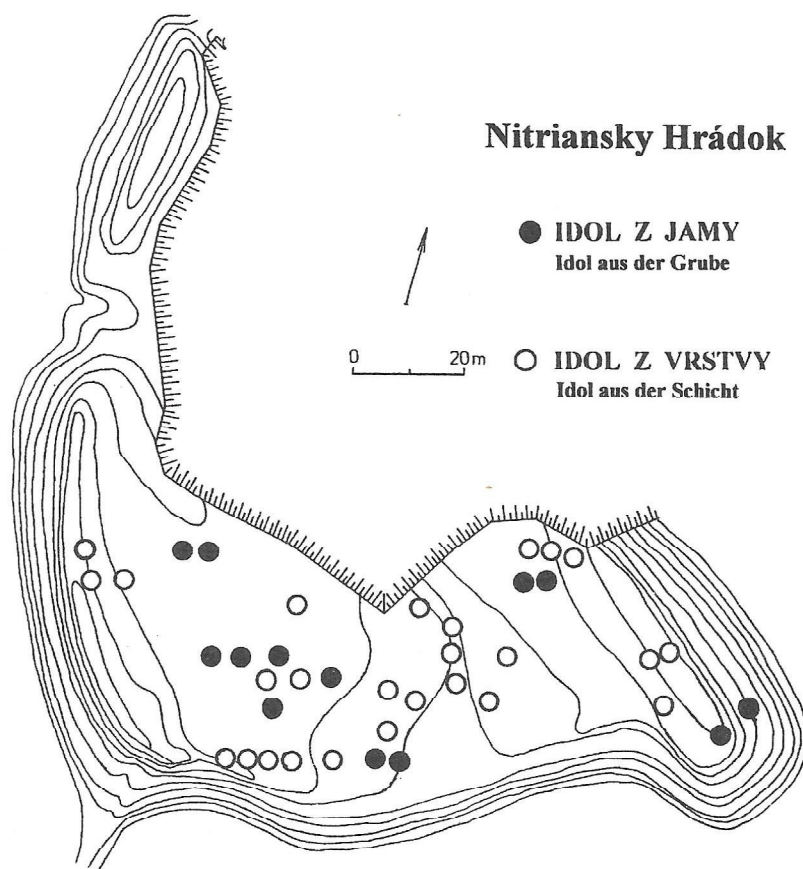 Nitriansky Hrádok
IDOL Z JAMY
Idol aus der Grube
0 20m
IDOL Z VRSTVY
Idol aus der Schicht